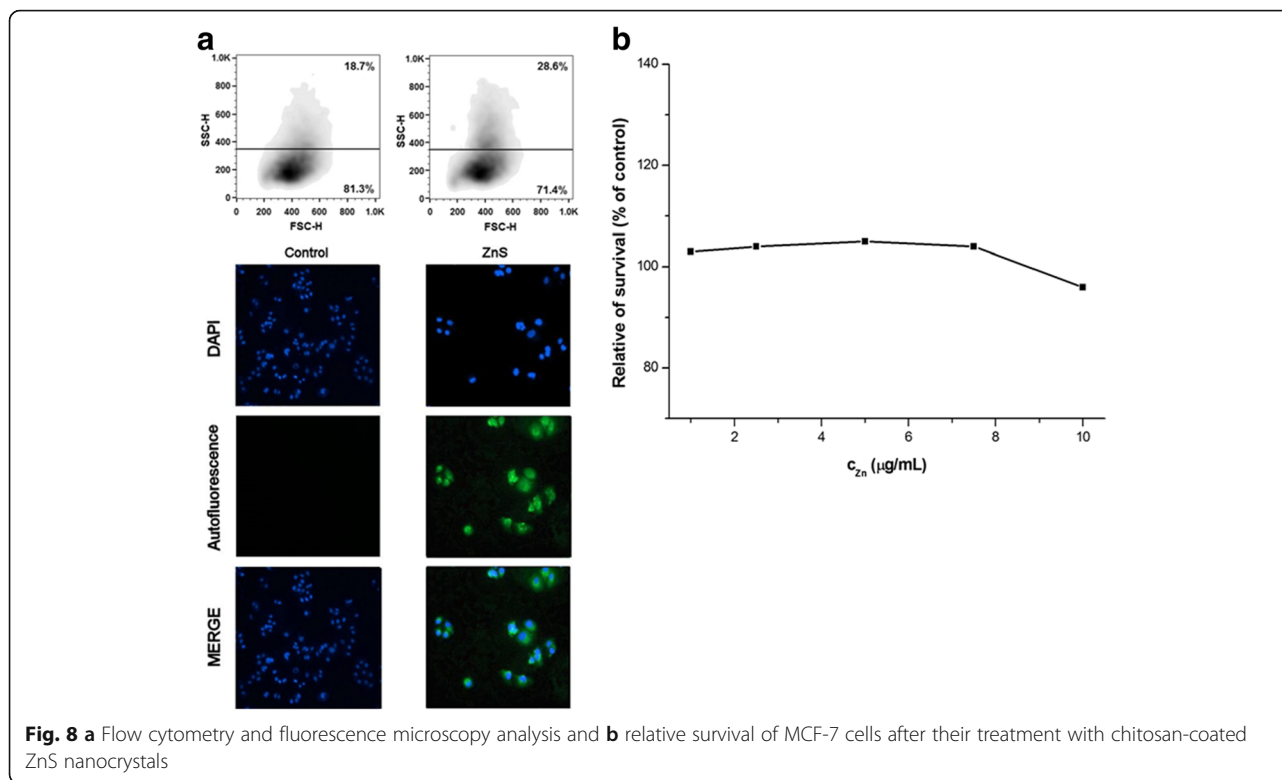 a
b
1.0K
800
600
400
200
0
SSC-H
18.7%
81.3%
0 200 400 600 800 1.0K
FSC-H
1.0K
800
600
400
200
0
SSC-H
28.6%
71.4%
0 200 400 600 800 1.0K
FSC-H
Control
ZnS
DAPI
Autofluorescence
MERGE
Relative of survival (% of control)
140
120
100
80
2 4 6 8 10
cZn (μg/mL)
Fig. 8 a Flow cytometry and fluorescence microscopy analysis and b relative survival of MCF-7 cells after their treatment with chitosan-coated
ZnS nanocrystals